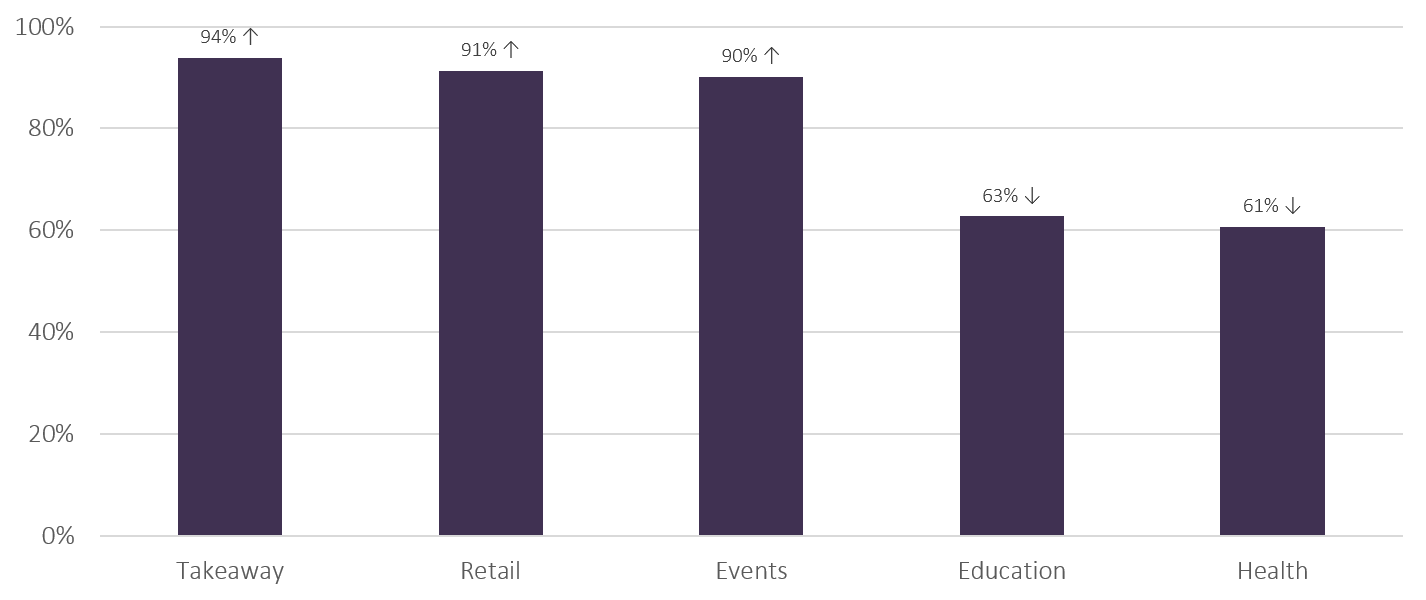 100%
94% ↑
91% ↑
90% ↑
80%
63% ↓
61% ↓
60%
40%
20%
0%
Takeaway
Retail
Events
Education
Health